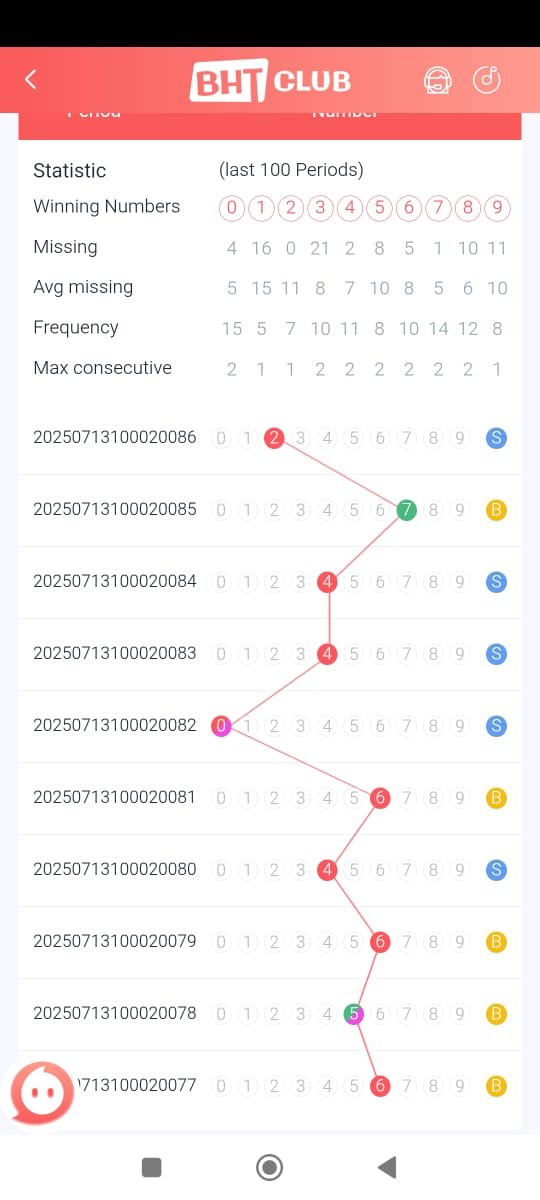 BHT CLUB
Period Number
Statistic (last 100 Periods)
Winning Numbers 0 1 2 3 4 5 6 7 8 9
Missing 4 16 0 21 2 8 5 1 10 11
Avg missing 5 15 11 8 7 10 8 5 6 10
Frequency 15 5 7 10 11 8 10 14 12 8
Max consecutive 2 1 1 2 2 2 2 2 2 1
20250713100020086 0 1 2 3 4 5 6 7 8 9 S
20250713100020085 0 1 2 3 4 5 6 7 8 9 B
20250713100020084 0 1 2 3 4 5 6 7 8 9 S
20250713100020083 0 1 2 3 4 5 6 7 8 9 S
20250713100020082 0 1 2 3 4 5 6 7 8 9 S
20250713100020081 0 1 2 3 4 5 6 7 8 9 B
20250713100020080 0 1 2 3 4 5 6 7 8 9 S
20250713100020079 0 1 2 3 4 5 6 7 8 9 B
20250713100020078 0 1 2 3 4 5 6 7 8 9 B
713100020077 0 1 2 3 4 5 6 7 8 9 B